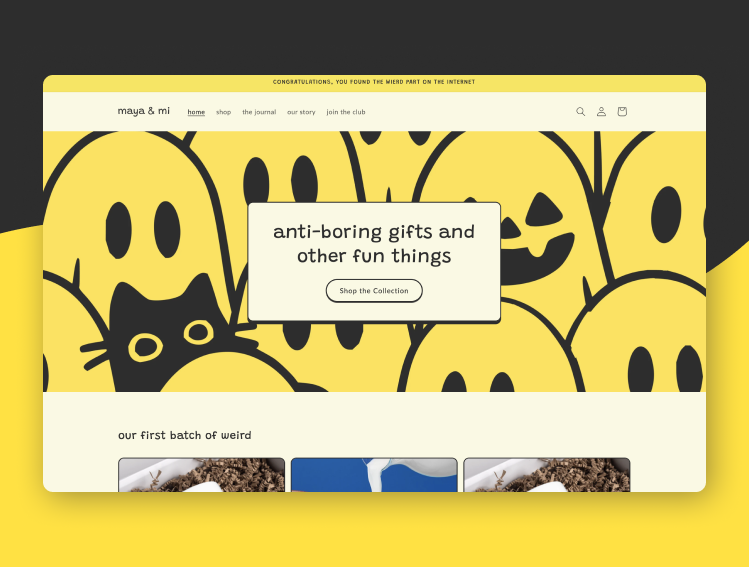 CONGRATULATIONS, YOU FOUND THE WIERD PART ON THE INTERNET
maya & mi home shop the journal our story join the club
anti-boring gifts and
other fun things
Shop the Collection
our first batch of weird